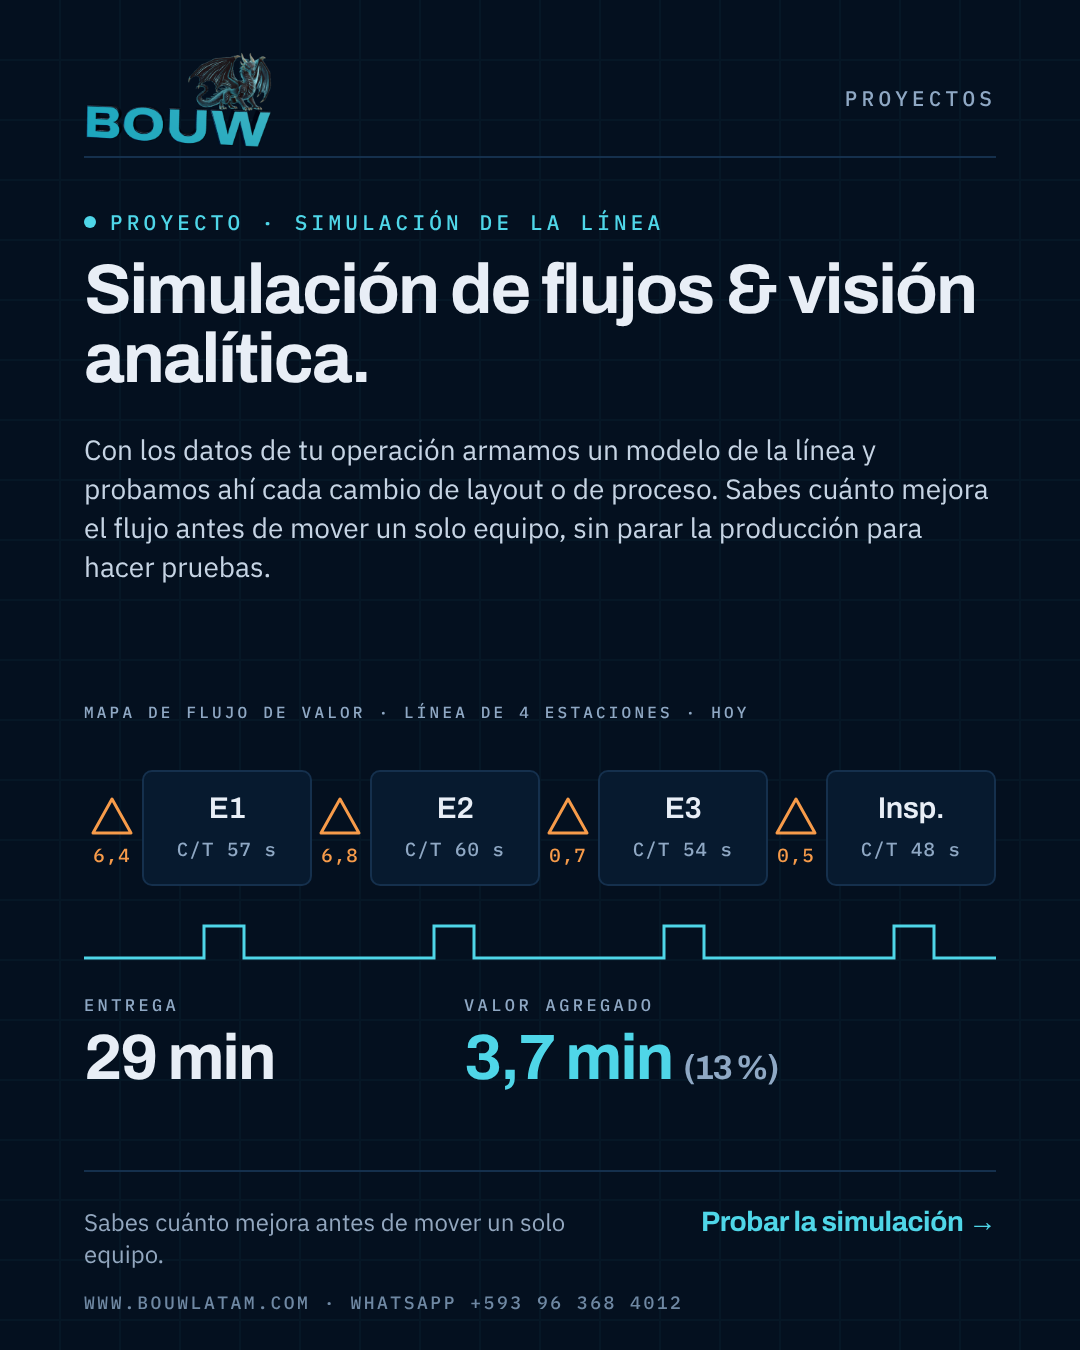 BOUW
PROYECTOS
PROYECTO · SIMULACIÓN DE LA LÍNEA
Simulación de flujos & visión
analítica.
Con los datos de tu operación armamos un modelo de la línea y
probamos ahí cada cambio de layout o de proceso. Sabes cuánto mejora
el flujo antes de mover un solo equipo, sin parar la producción para
hacer pruebas.
MAPA DE FLUJO DE VALOR · LÍNEA DE 4 ESTACIONES · HOY
E1 E2 E3 Insp.
6,4 C/T 57 s 6,8 C/T 60 s 0,7 C/T 54 s 0,5 C/T 48 s
ENTREGA VALOR AGREGADO
29 min 3,7 min (13 %)
Sabes cuánto mejora antes de mover un solo
equipo.
Probar la simulación →
WWW.BOUWLATAM.COM · WHATSAPP +593 96 368 4012